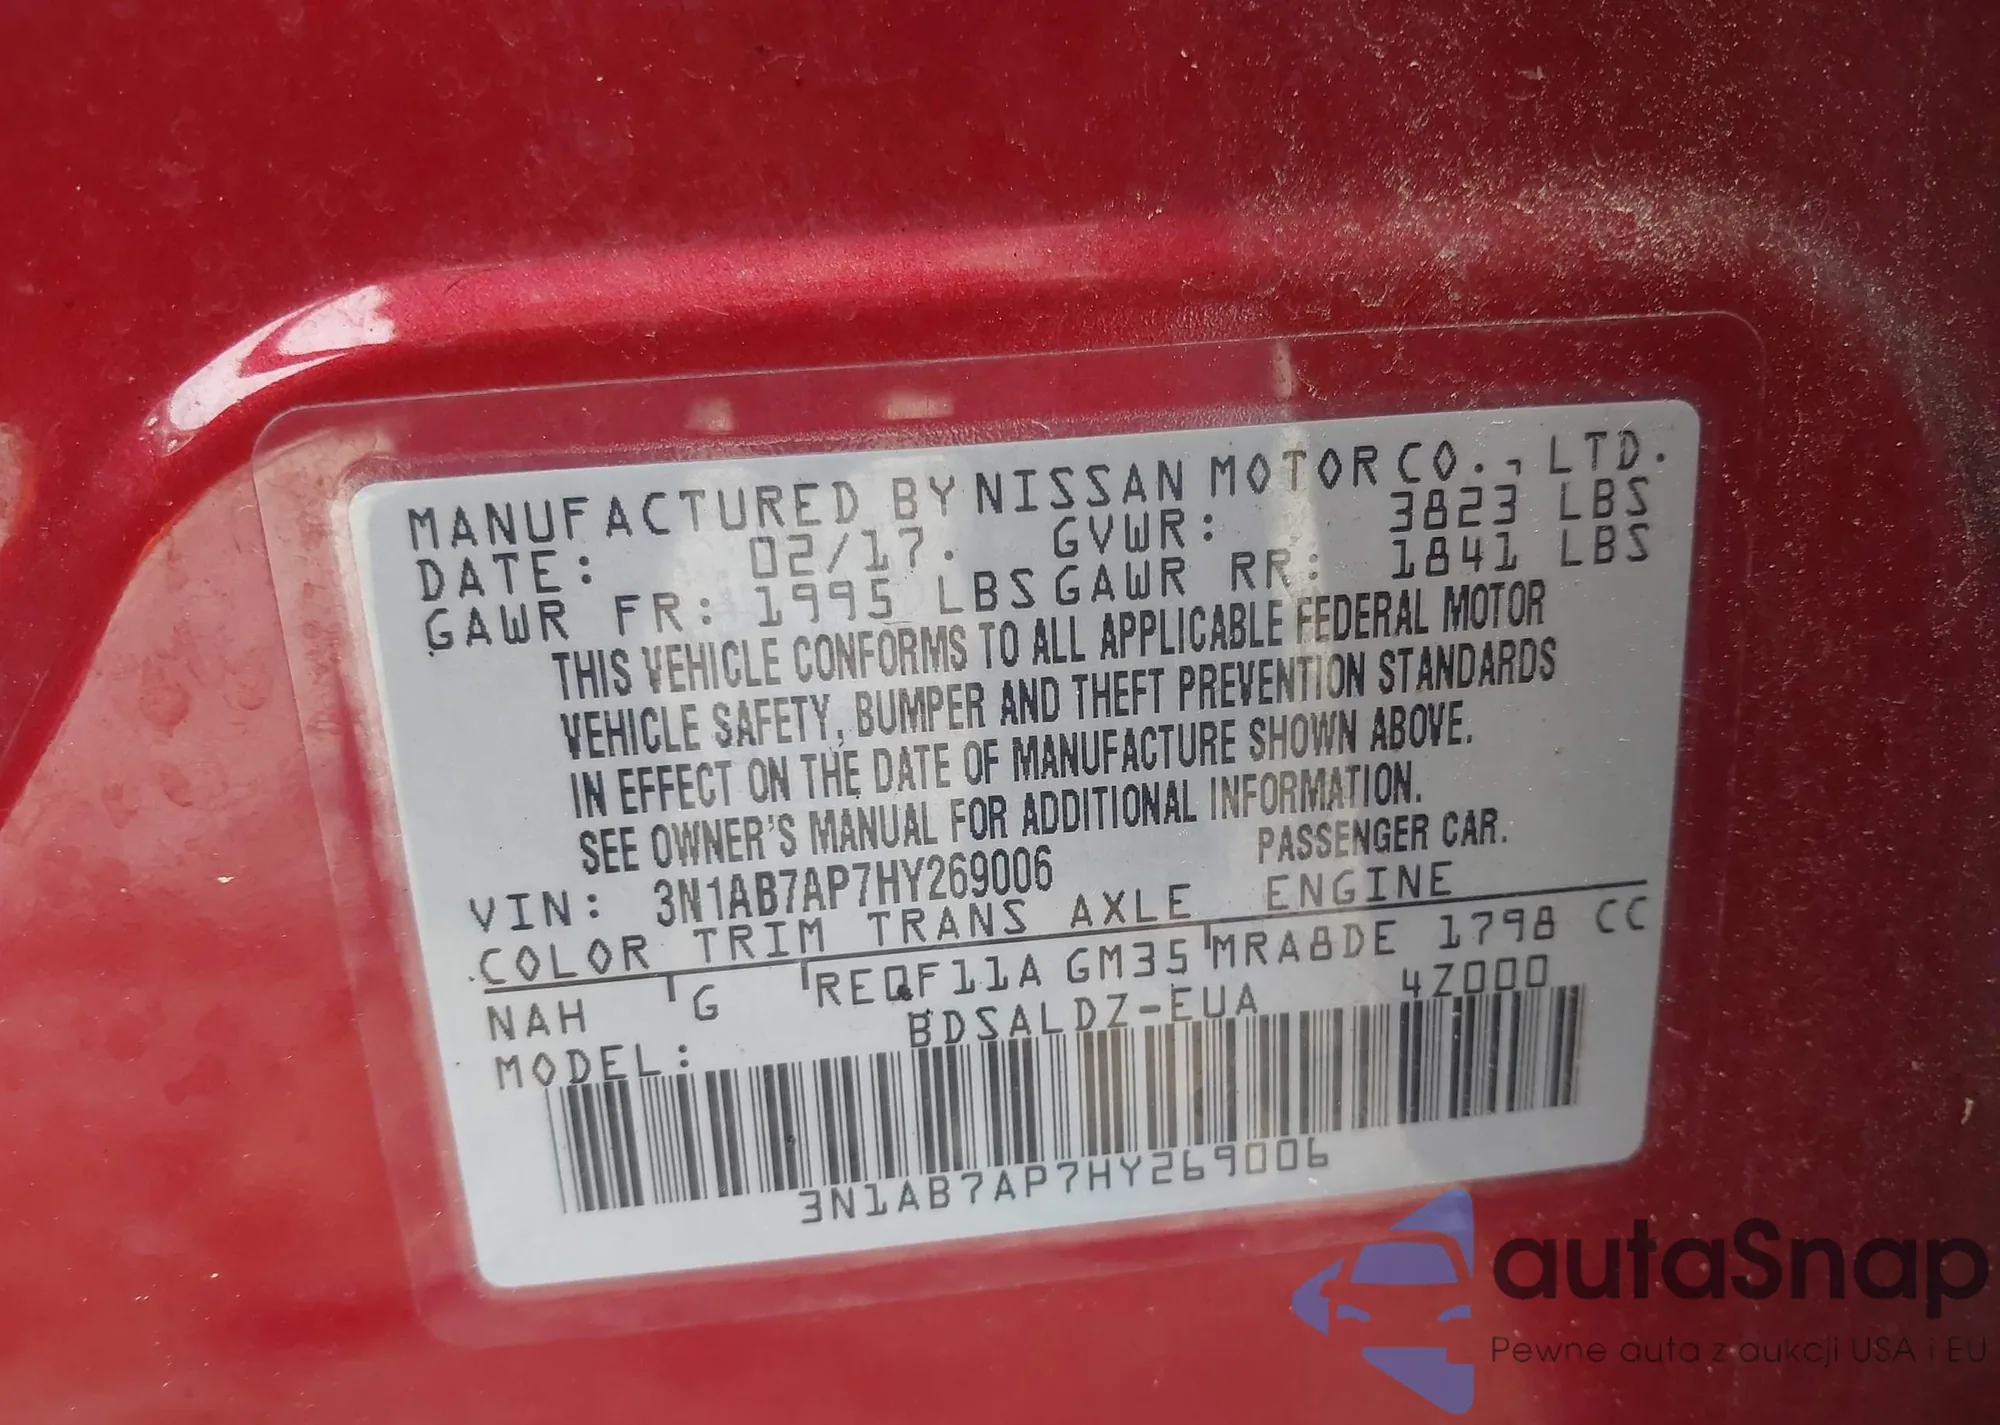 MANUFACTURED BY NISSAN MOTOR CO., LTD.
DATE: 02/17. GVWR: 3823 LBS
GAWR FR: 1995 LBS GAWR RR: 1841 LBS
THIS VEHICLE CONFORMS TO ALL APPLICABLE FEDERAL MOTOR
VEHICLE SAFETY, BUMPER AND THEFT PREVENTION STANDARDS
IN EFFECT ON THE DATE OF MANUFACTURE SHOWN ABOVE.
SEE OWNER'S MANUAL FOR ADDITIONAL INFORMATION.
VIN: 3N1AB7AP7HY269006 PASSENGER CAR.
COLOR TRIM TRANS AXLE ENGINE
NAH G RE0F11A GM35 MRA8DE 1798 CC
MODEL: BDSALDZ-EUA 4Z000
3N1AB7AP7HY269006
autaSnap
Pewne auta z aukcji USA i EU